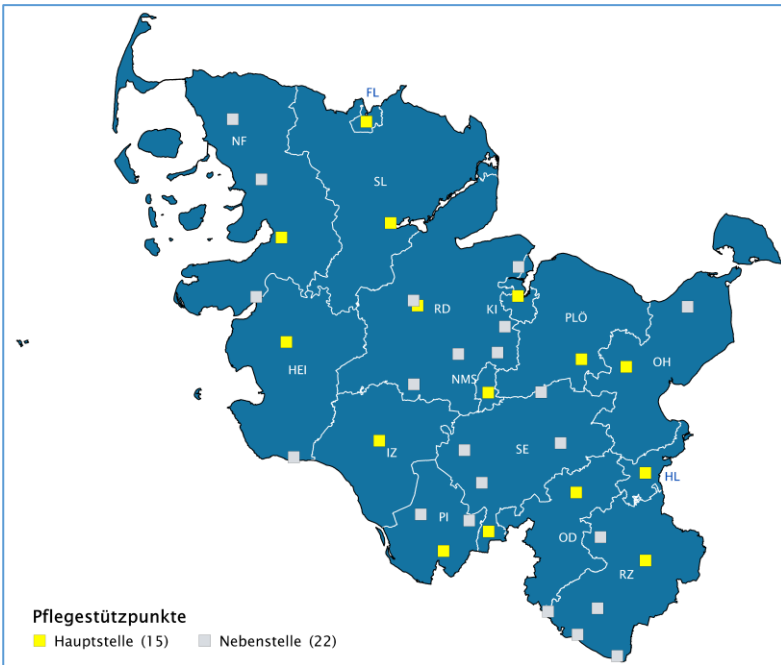 FL
NF
SL
RD
KI
PLÖ
OH
HEI
NMS
IZ
SE
HL
PI
OD
RZ
Pflegestützpunkte
Hauptstelle (15) Nebenstelle (22)